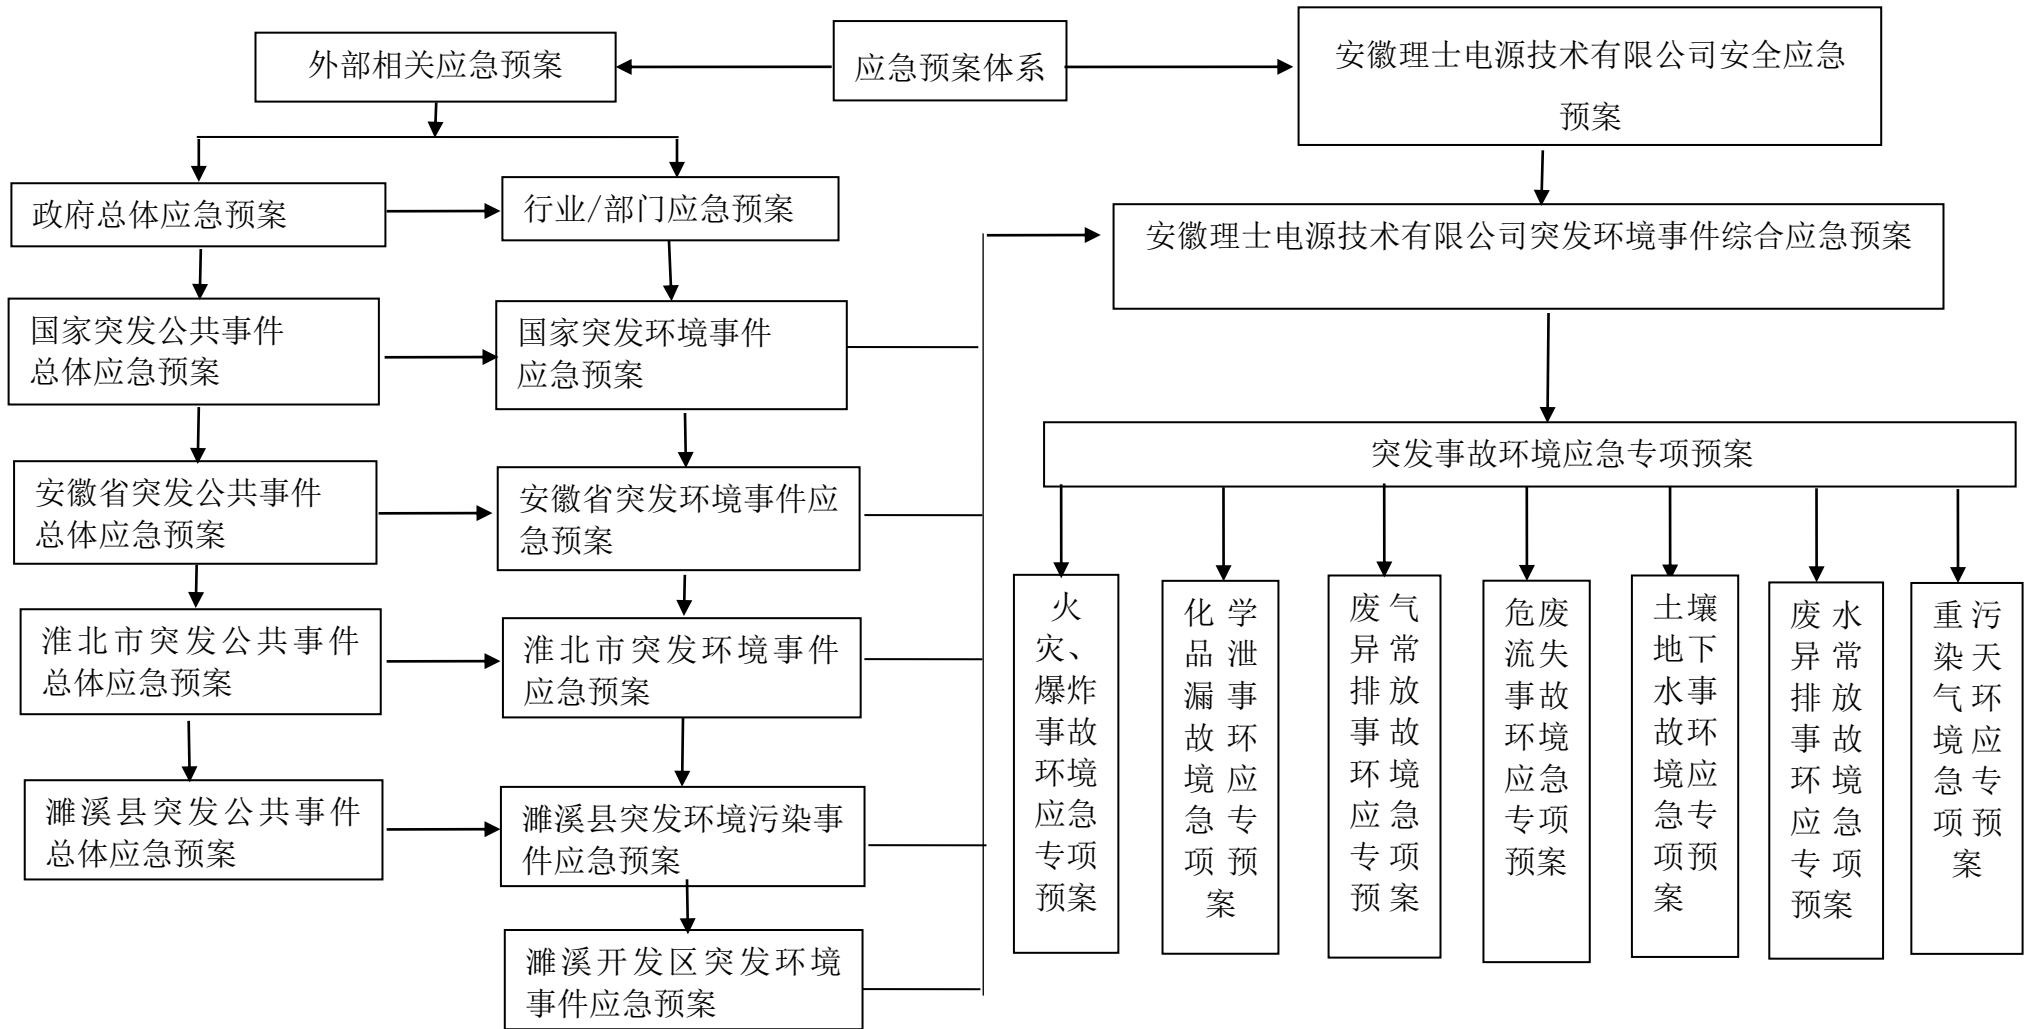 外部相关应急预案
应急预案体系
安徽理士电源技术有限公司安全应急
预案
政府总体应急预案
行业/部门应急预案
安徽理士电源技术有限公司突发环境事件综合应急预案
国家突发公共事件
总体应急预案
国家突发环境事件
应急预案
突发事故环境应急专项预案
安徽省突发公共事件
总体应急预案
安徽省突发环境事件应
急预案
淮北市突发公共事件
总体应急预案
淮北市突发环境事件
应急预案
濉溪县突发公共事件
总体应急预案
濉溪县突发环境污染事
件应急预案
濉溪开发区突发环境
事件应急预案
火
灾、
爆炸
事故
环境
应急
专项
预案
化学
品泄
漏事
故环
境应
急专
项预
案
废气
异常
排放
事故
环境
应急
专项
预案
危废
流失
事故
环境
应急
专项
预案
土壤
地下
水事
故环
境应
急专
项预
案
废水
异常
排放
事故
环境
应急
专项
预案
重污
染天
气环
境应
急专
项预
案